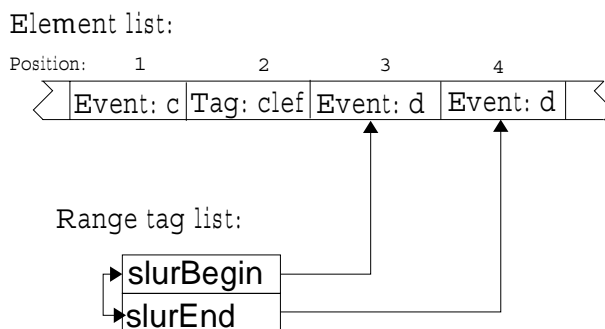 Element list:
Position: 1 2 3 4
Event: c Tag: clef Event: d Event: d
Range tag list:
slurBegin
slurEnd